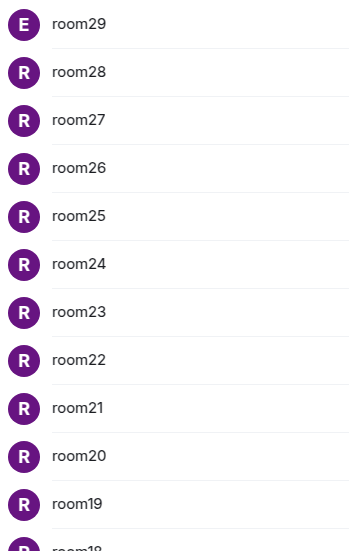 E room29
R room28
R room27
R room26
R room25
R room24
R room23
R room22
R room21
R room20
R room19
R room18